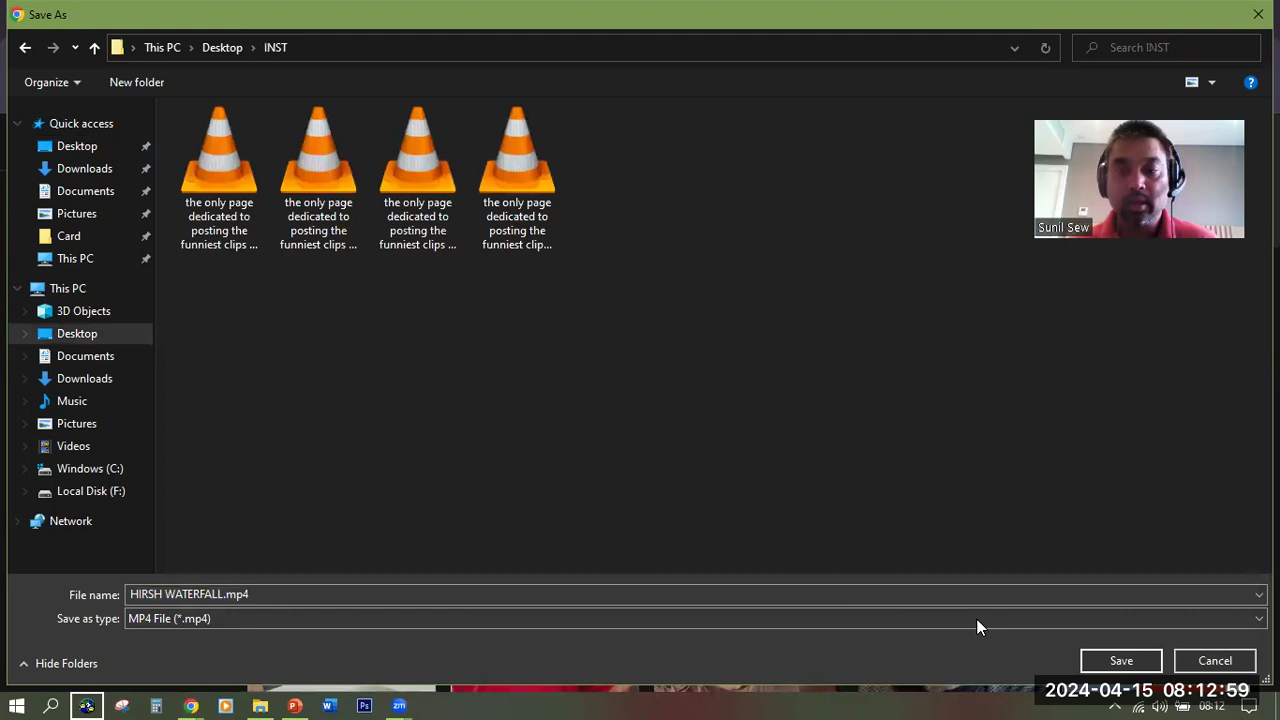 Save As
This PC
Desktop
INST
Search INST
Organize
New folder
Quick access
Desktop
Downloads
Documents
Pictures
Card
This PC
This PC
3D Objects
Desktop
Documents
Downloads
Music
Pictures
Videos
Windows (C:)
Local Disk (F:)
Network
the only page
dedicated to
posting the
funniest clips ...
the only page
dedicated to
posting the
funniest clips ...
the only page
dedicated to
posting the
funniest clips ...
the only page
dedicated to
posting the
funniest clip...
Sunil Sew
File name:
HIRSH WATERFALL.mp4
Save as type:
MP4 File (*.mp4)
Hide Folders
Save
Cancel
2024-04-15 08:12:59
08:12